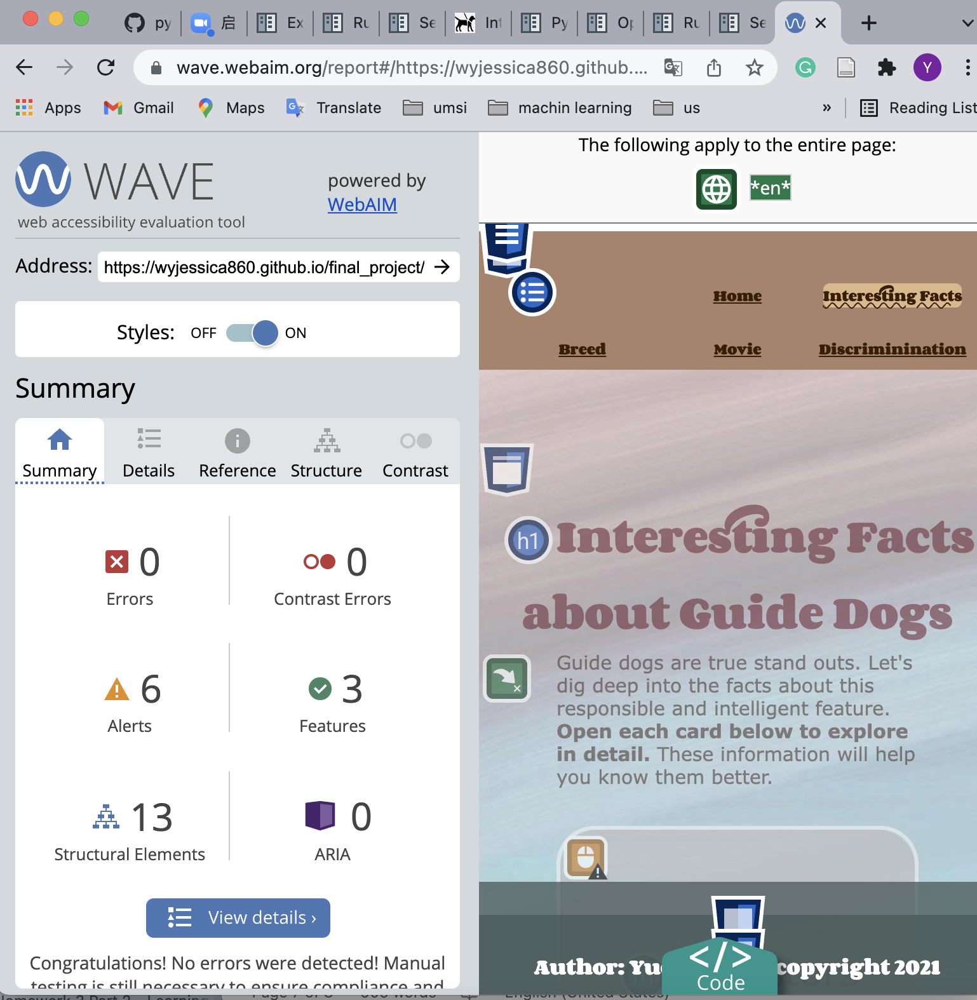 py
启
Ex
Ru
Se
Int
Py
Op
Ru
Se
wave.webaim.org/report#/https://wyjessica860.github....
Y
Apps
Gmail
Maps
Translate
umsi
machin learning
us
»
Reading List
WAVE
powered by
WebAIM
web accessibility evaluation tool
Address: https://wyjessica860.github.io/final_project/
Styles: OFF ON
Summary
Summary Details Reference Structure Contrast
0
Errors
0
Contrast Errors
6
Alerts
3
Features
13
Structural Elements
0
ARIA
View details ›
Congratulations! No errors were detected! Manual
testing is still necessary to ensure compliance and
The following apply to the entire page:
*en*
Home
Interesting Facts
Breed
Movie
Discriminination
h1
Interesting Facts
about Guide Dogs
Guide dogs are true stand outs. Let's
dig deep into the facts about this
responsible and intelligent feature.
Open each card below to explore
in detail. These information will help
you know them better.
Author: copyright 2021
</>
Code
English (United States)